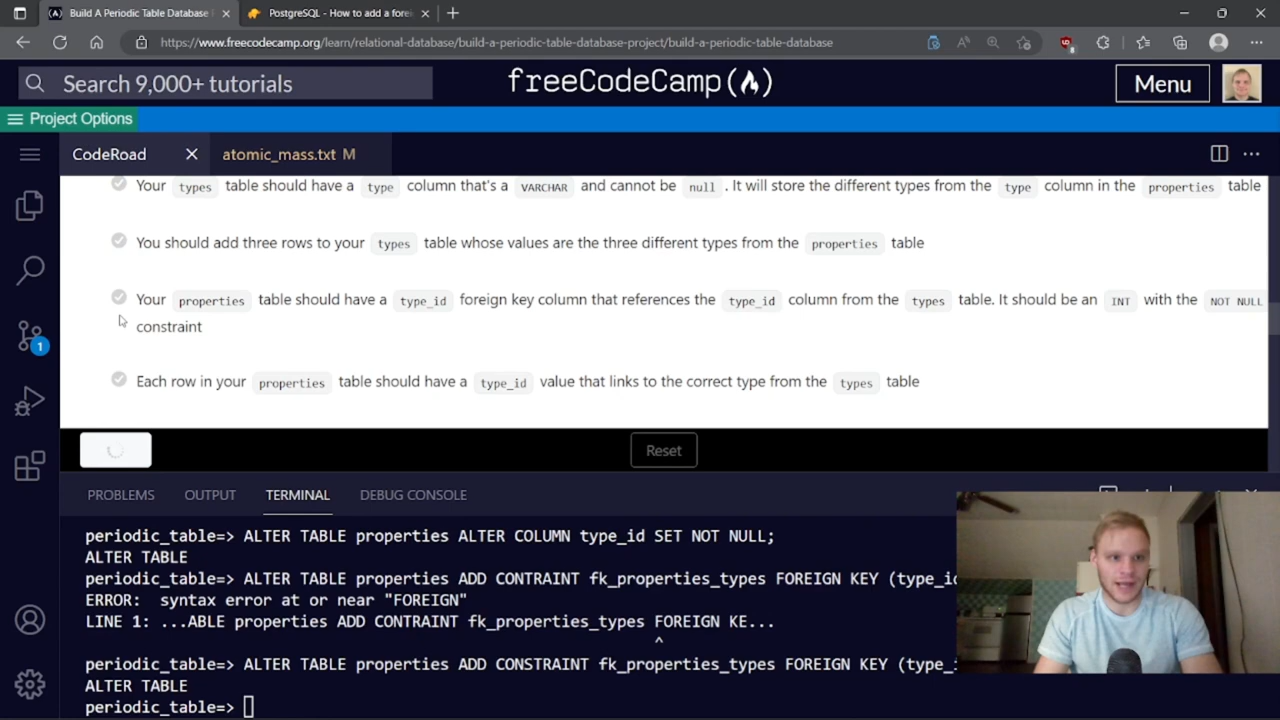 Build A Periodic Table Database
PostgreSQL - How to add a forei
https://www.freecodecamp.org/learn/relational-database/build-a-periodic-table-database-project/build-a-periodic-table-database
Search 9,000+ tutorials
freeCodeCamp
Menu
Project Options
CodeRoad
atomic_mass.txt M
Your types table should have a type column that's a VARCHAR and cannot be null . It will store the different types from the type column in the properties table
You should add three rows to your types table whose values are the three different types from the properties table
Your properties table should have a type_id foreign key column that references the type_id column from the types table. It should be an INT with the NOT NULL
constraint
Each row in your properties table should have a type_id value that links to the correct type from the types table
Reset
1
PROBLEMS OUTPUT TERMINAL DEBUG CONSOLE
periodic_table=> ALTER TABLE properties ALTER COLUMN type_id SET NOT NULL;
ALTER TABLE
periodic_table=> ALTER TABLE properties ADD CONTRAINT fk_properties_types FOREIGN KEY (type_id
ERROR: syntax error at or near "FOREIGN"
LINE 1: ...ABLE properties ADD CONTRAINT fk_properties_types FOREIGN KE...
^
periodic_table=> ALTER TABLE properties ADD CONSTRAINT fk_properties_types FOREIGN KEY (type_i
ALTER TABLE
periodic_table=>